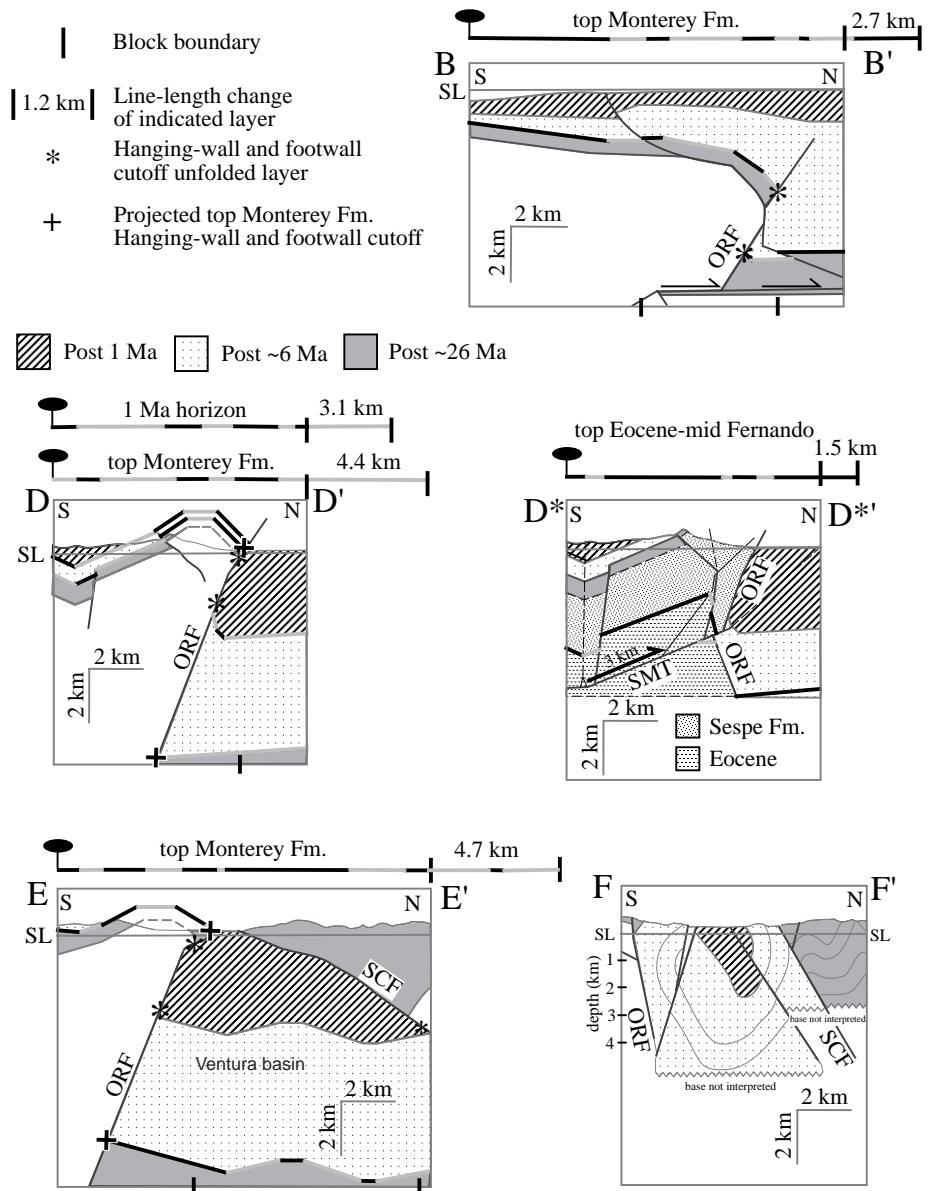 Block boundary
1.2 km
Line-length change
of indicated layer
*
Hanging-wall and footwall
cutoff unfolded layer
+
Projected top Monterey Fm.
Hanging-wall and footwall cutoff
top Monterey Fm.
2.7 km
B
B'
S
N
SL
2 km
2 km
ORF
Post 1 Ma
Post ~6 Ma
Post ~26 Ma
1 Ma horizon
3.1 km
top Monterey Fm.
4.4 km
D
D'
S
N
SL
ORF
2 km
2 km
top Eocene-mid Fernando
1.5 km
D*
D*'
S
N
ORF
3 km
SMT
ORF
2 km
2 km
Sespe Fm.
Eocene
top Monterey Fm.
4.7 km
E
E'
S
N
SL
SCF
ORF
Ventura basin
2 km
2 km
F
F'
S
N
SL
SL
1
2
3
4
depth (km)
ORF
SCF
base not interpreted
base not interpreted
2 km
2 km